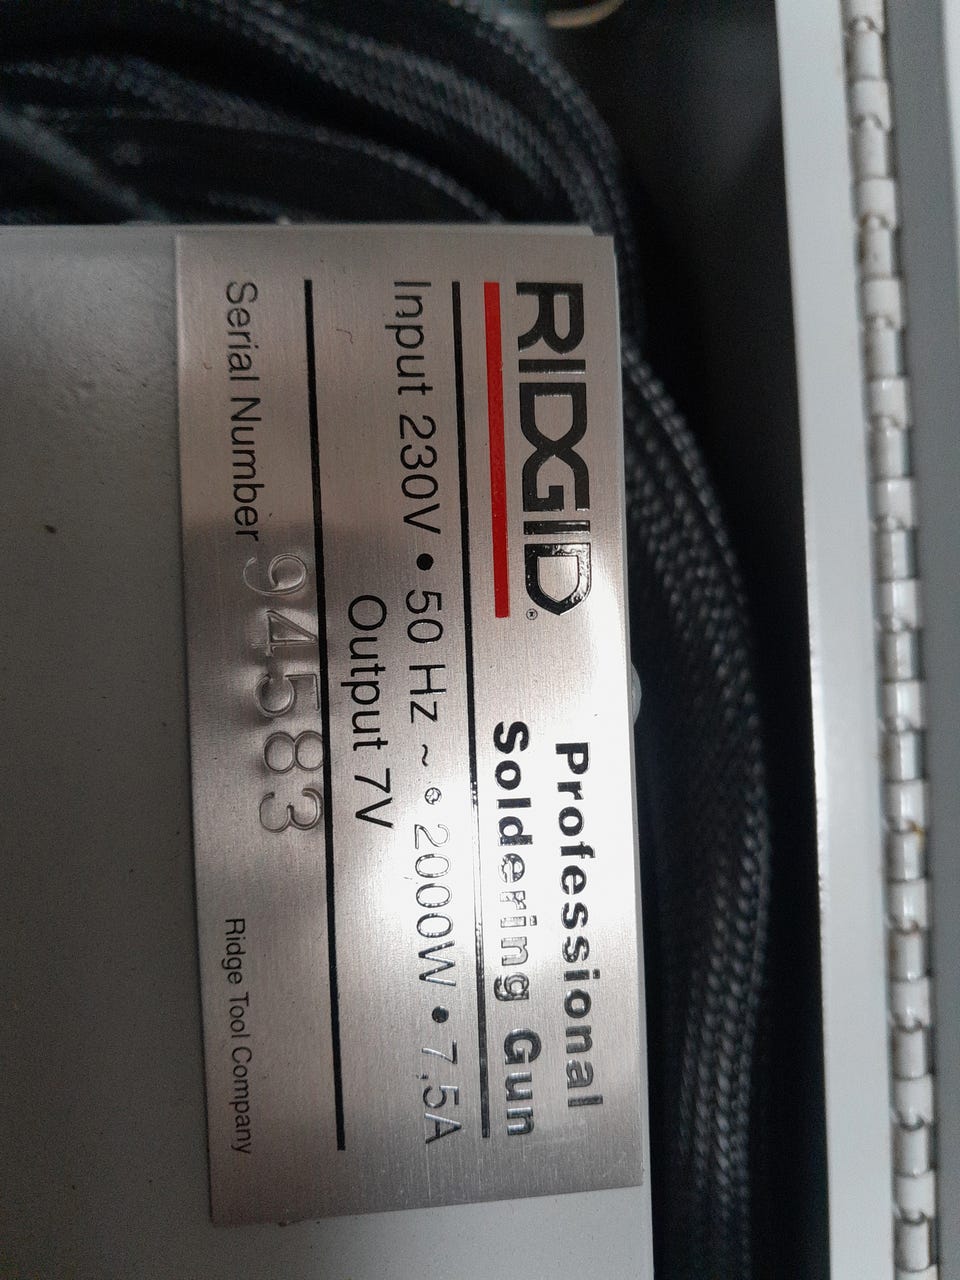 RIDGID®
Professional
Soldering Gun
Input 230V • 50 Hz ~ • 2000W • 7,5A
Output 7V
Serial Number 94583
Ridge Tool Company